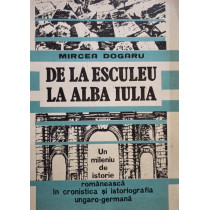 MIRCEA DOGARU
DE LA ESCULEU
LA ALBA IULIA
Un
mileniu
de
istorie
românească
în cronistica și istoriografia
ungaro-germană